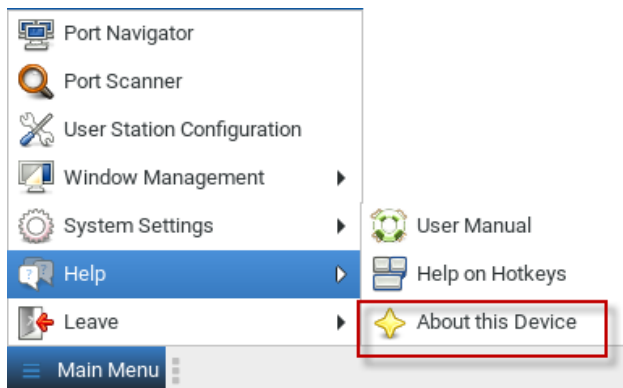 Port Navigator
Port Scanner
User Station Configuration
Window Management
System Settings
Help
Leave
Main Menu
User Manual
Help on Hotkeys
About this Device